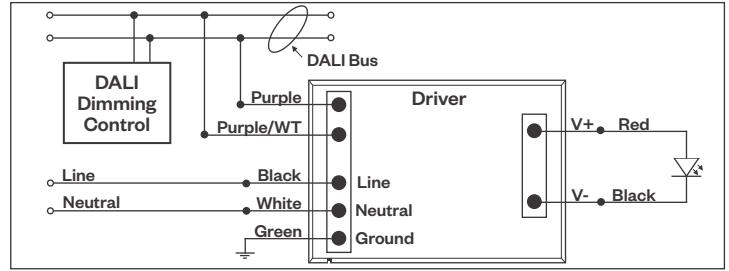 DALI Bus
DALI
Dimming
Control
Driver
Purple
Purple/WT
V+ Red
Line Black Line
Neutral White Neutral
V- Black
Green Ground